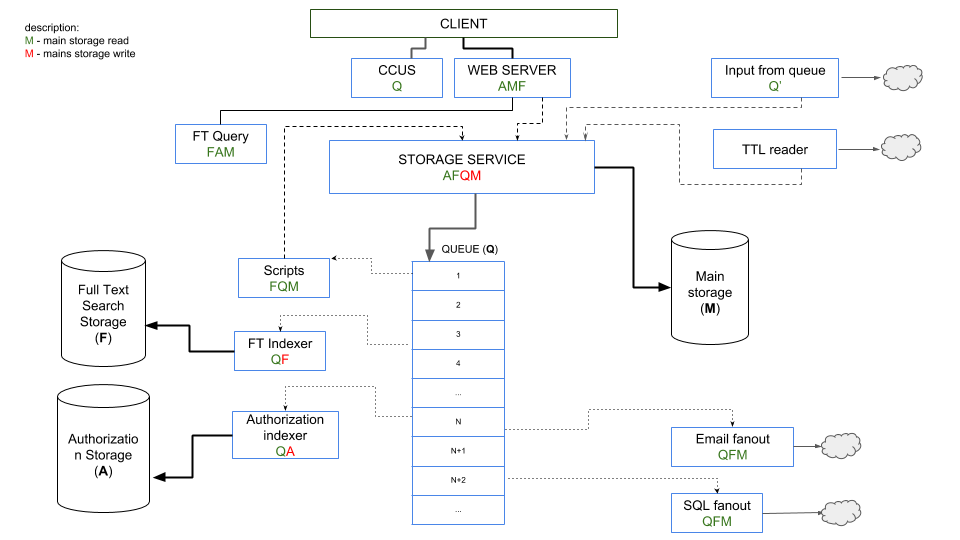 description:
M - main storage read
M - mains storage write
CLIENT
CCUS
Q
WEB SERVER
AMF
Input from queue
Q'
FT Query
FAM
TTL reader
STORAGE SERVICE
AFQM
QUEUE (Q)
1
2
3
4
...
N
N+1
N+2
...
Scripts
FQM
Full Text
Search
Storage
(F)
FT Indexer
QF
Main
storage
(M)
Authorizatio
n Storage
(A)
Authorization
indexer
QA
Email fanout
QFM
SQL fanout
QFM